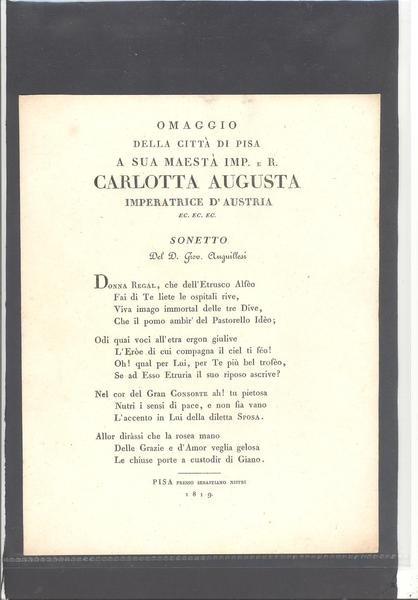 OMAGGIO
DELLA CITTÀ DI PISA
A SUA MAESTÀ IMP. E R.
CARLOTTA AUGUSTA
IMPERATRICE D'AUSTRIA
EC. EC. EC.
SONETTO
Del D. Giov. Anguillesi
DONNA REGAL, che dell'Etrusco Alfèo
Fai di Te liete le ospitali rive,
Viva imago immortal delle tre Dive,
Che il pomo ambìr' del Pastorello Idèo;
Odi quai voci all'etra ergon giulive
L'Eròe di cui compagna il ciel ti fèo!
Oh! qual per Lui, per Te più bel trofèo,
Se ad Esso Etruria il suo riposo ascrive?
Nel cor del Gran CONSORTE ah! tu pietosa
Nutri i sensi di pace, e non fia vano
L'accento in Lui della diletta SPOSA.
Allor diràssi che la rosea mano
Delle Grazie e d'Amor veglia gelosa
Le chiuse porte a custodir di Giano.
PISA PRESSO SEBASTIANO NISTRI
1819.